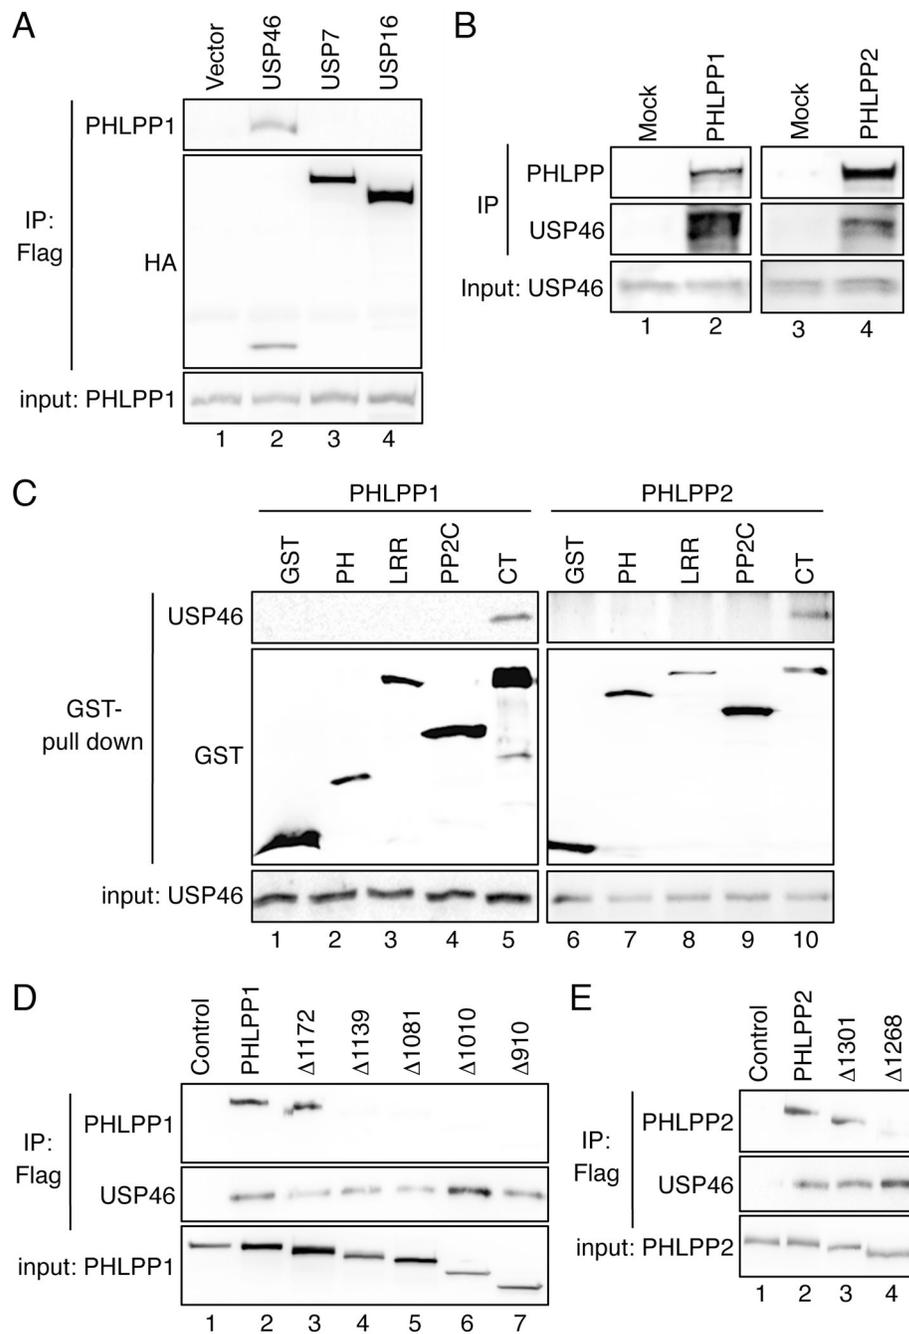 A
Vector
USP46
USP7
USP16
PHLPP1
IP:
Flag
HA
input: PHLPP1
1 2 3 4
B
Mock
PHLPP1
Mock
PHLPP2
IP
PHLPP
USP46
Input: USP46
1 2 3 4
C
PHLPP1 PHLPP2
GST
PH
LRR
PP2C
CT
GST
PH
LRR
PP2C
CT
USP46
GST-
pull down
GST
input: USP46
1 2 3 4 5 6 7 8 9 10
D
Control
PHLPP1
Δ1172
Δ1139
Δ1081
Δ1010
Δ910
IP:
Flag
PHLPP1
USP46
input: PHLPP1
1 2 3 4 5 6 7
E
Control
PHLPP2
Δ1301
Δ1268
IP:
Flag
PHLPP2
USP46
input: PHLPP2
1 2 3 4